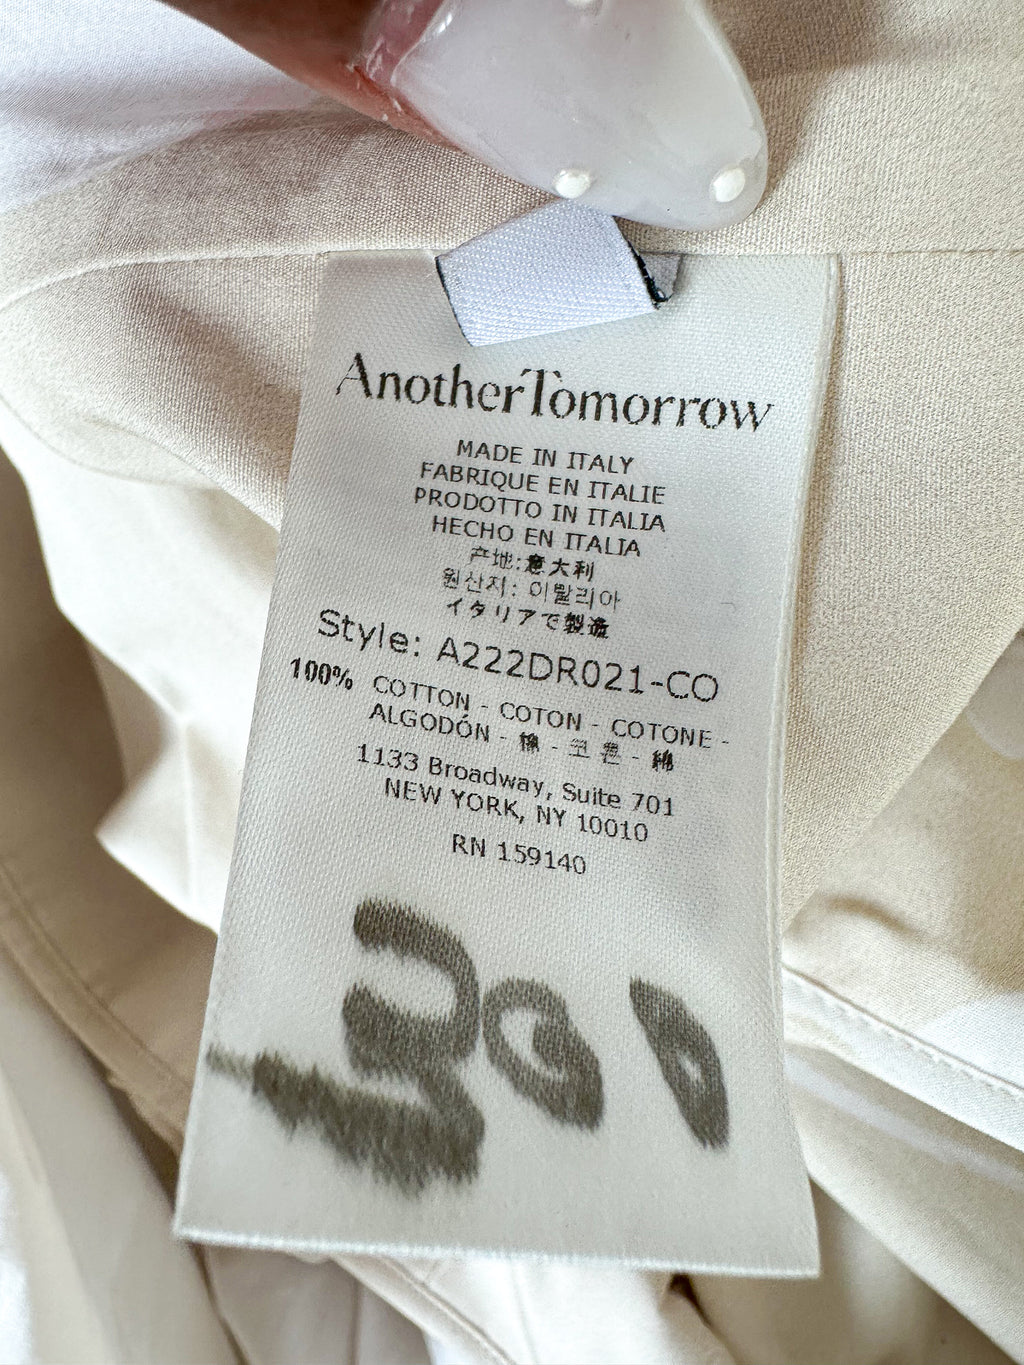 AnotherTomorrow
MADE IN ITALY
FABRIQUE EN ITALIE
PRODOTTO IN ITALIA
HECHO EN ITALIA
产地:意大利
원산지: 이탈리아
イタリアで製造
Style: A222DR021-CO
100% COTTON - COTON - COTONE -
ALGODÓN - 棉 - 코튼 - 綿
1133 Broadway, Suite 701
NEW YORK, NY 10010
RN 159140